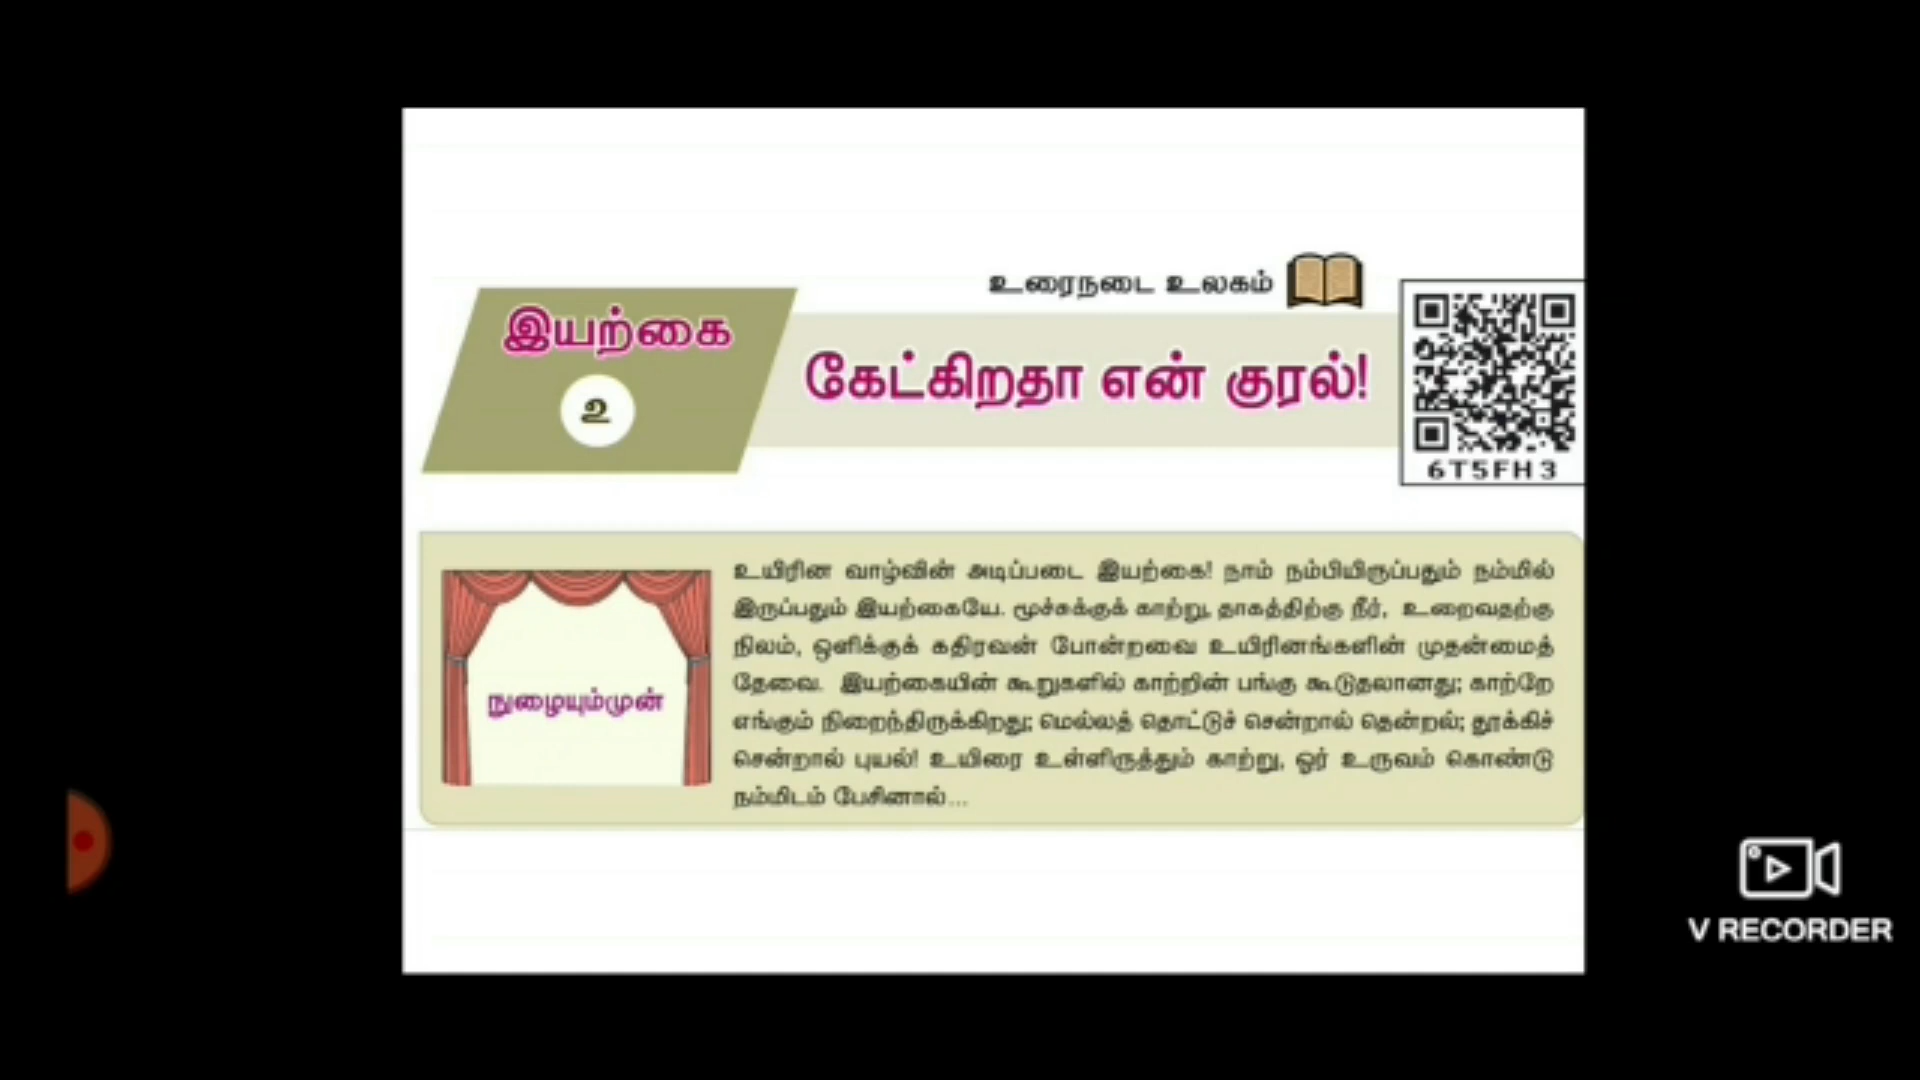 உரைநடை உலகம்
இயற்கை
௨
கேட்கிறதா என் குரல்!
6T5FH3
நுழையும்முன்
உயிரின வாழ்வின் அடிப்படை இயற்கை! நாம் நம்பியிருப்பதும் நம்மில்
இருப்பதும் இயற்கையே. மூச்சுக்குக் காற்று, தாகத்திற்கு நீர், உறைவதற்கு
நிலம், ஒளிக்குக் கதிரவன் போன்றவை உயிரினங்களின் முதன்மைத்
தேவை. இயற்கையின் கூறுகளில் காற்றின் பங்கு கூடுதலானது; காற்றே
எங்கும் நிறைந்திருக்கிறது; மெல்லத் தொட்டுச் சென்றால் தென்றல்; தூக்கிச்
சென்றால் புயல்! உயிரை உள்ளிருத்தும் காற்று, ஓர் உருவம் கொண்டு
நம்மிடம் பேசினால்...
V RECORDER